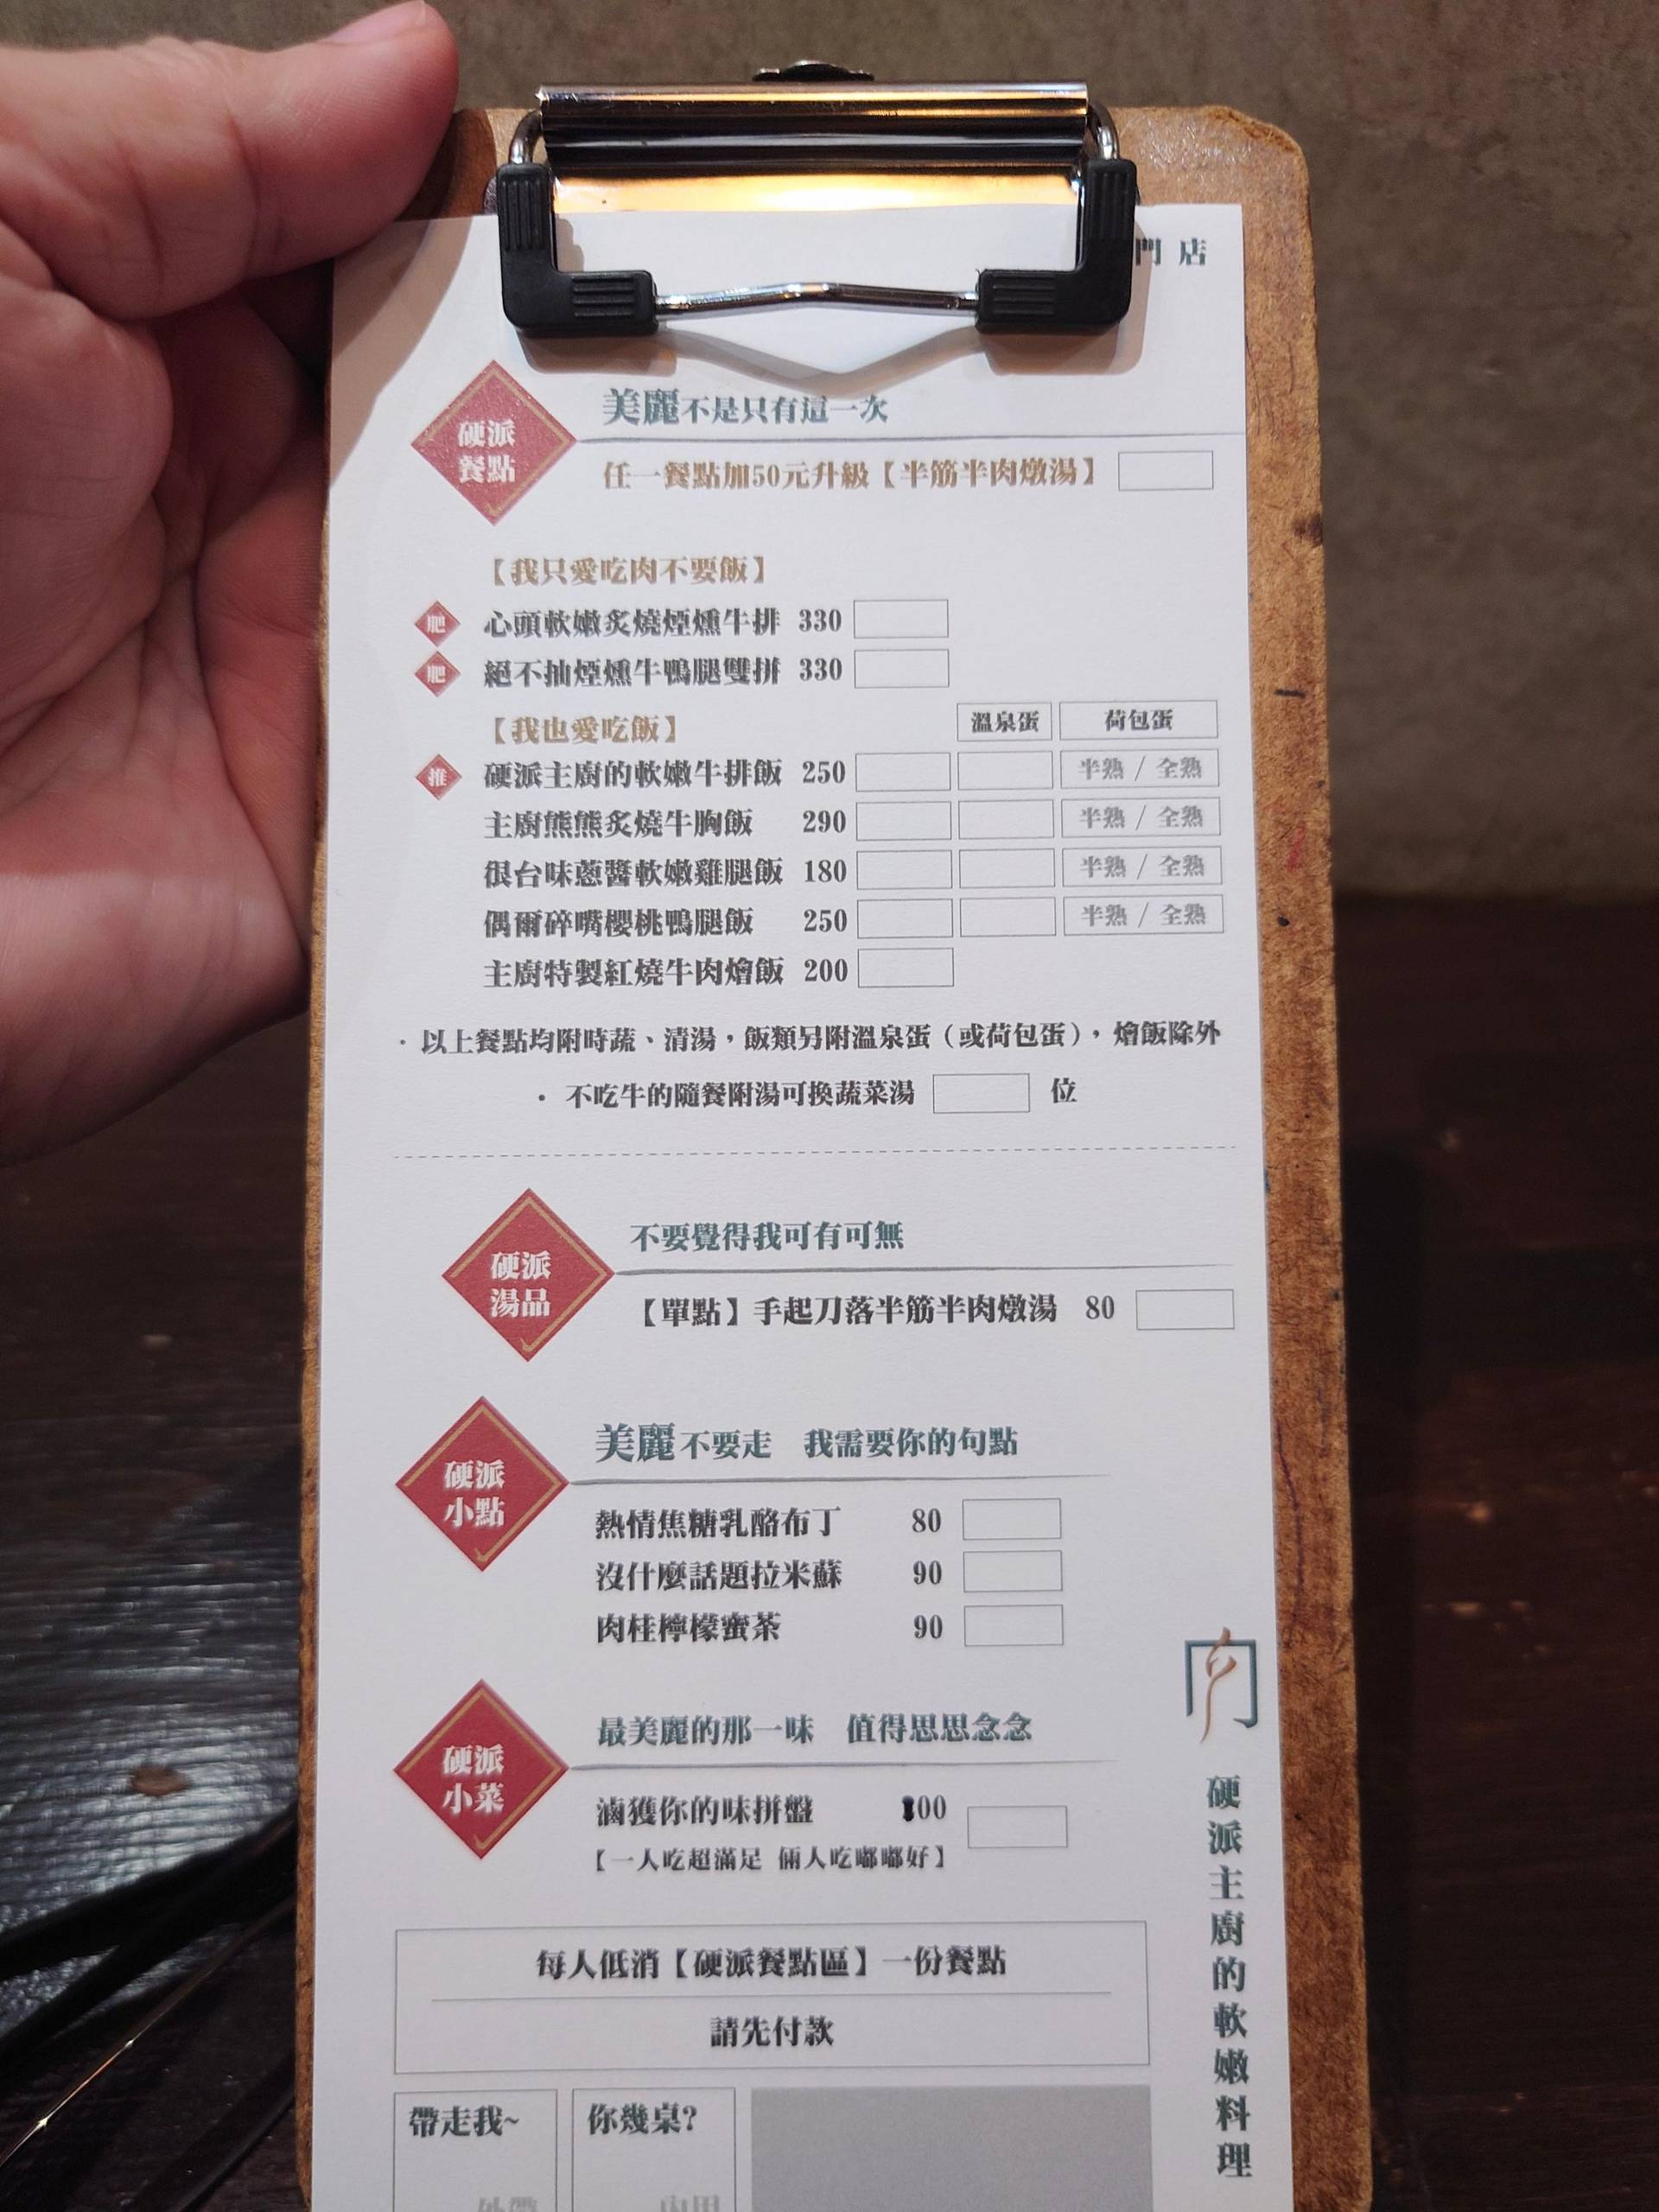 門店
硬派
餐點
美麗不是只有這一次
任一餐點加50元升級【半筋半肉燉湯】
【我只愛吃肉不要飯】
肥 心頭軟嫩炙燒煙燻牛排 330
肥 絕不抽煙燻牛鴨腿雙拼 330
【我也愛吃飯】 溫泉蛋 荷包蛋
推 硬派主廚的軟嫩牛排飯 250 半熟 / 全熟
主廚熊熊炙燒牛胸飯 290 半熟 / 全熟
很台味蔥醬軟嫩雞腿飯 180 半熟 / 全熟
偶爾碎嘴櫻桃鴨腿飯 250 半熟 / 全熟
主廚特製紅燒牛肉燴飯 200
· 以上餐點均附時蔬、清湯，飯類另附溫泉蛋（或荷包蛋），燴飯除外
· 不吃牛的隨餐附湯可換蔬菜湯 位
硬派
湯品
不要覺得我可有可無
【單點】手起刀落半筋半肉燉湯 80
硬派
小點
美麗不要走 我需要你的句點
熱情焦糖乳酪布丁 80
沒什麼話題拉米蘇 90
肉桂檸檬蜜茶 90
硬派
小菜
最美麗的那一味 值得思思念念
滷獲你的味拼盤 100
【一人吃超滿足 倆人吃嘟嘟好】
每人低消【硬派餐點區】一份餐點
請先付款
帶走我~
外帶
你幾桌?
內用
肉
硬派主廚的軟嫩料理